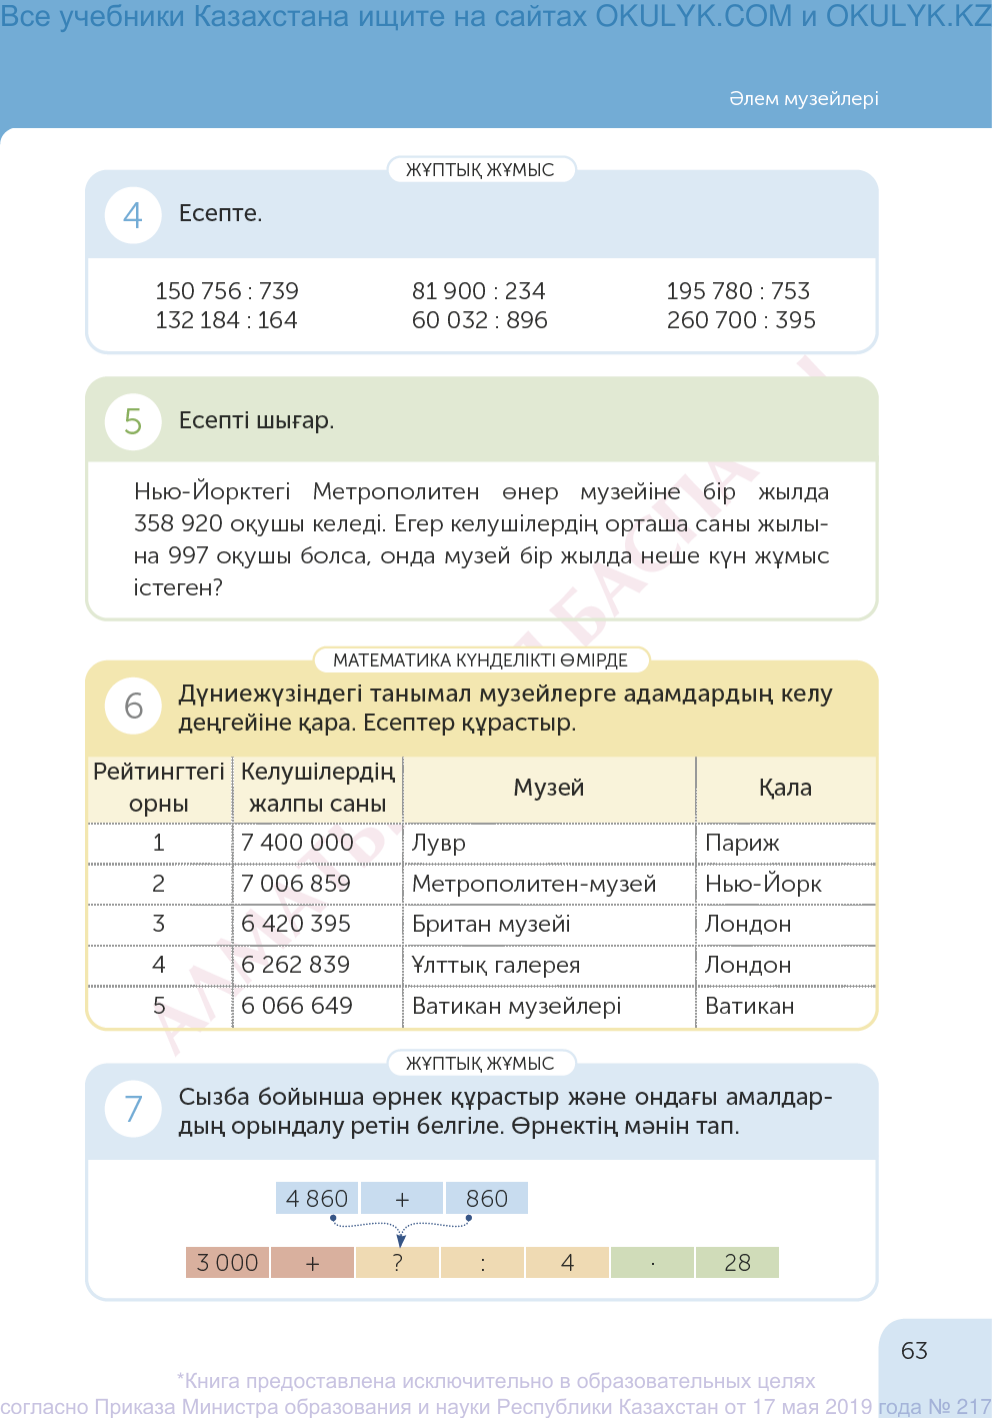 Все учебники Казахстана ищите на сайтах OKULYK.COM и OKULYK.KZ
Әлем музейлері
ЖҰПТЫҚ ЖҰМЫС
4 Есепте.
150 756 : 739 81 900 : 234 195 780 : 753
132 184 : 164 60 032 : 896 260 700 : 395
5 Есепті шығар.
Нью-Йорктегі Метрополитен өнер музейіне бір жылда
358 920 оқушы келеді. Егер келушілердің орташа саны жылы-
на 997 оқушы болса, онда музей бір жылда неше күн жұмыс
істеген?
МАТЕМАТИКА КҮНДЕЛІКТІ ӨМІРДЕ
6 Дүниежүзіндегі танымал музейлерге адамдардың келу
деңгейіне қара. Есептер құрастыр.
Рейтингтегі орны Келушілердің жалпы саны Музей Қала
1 7 400 000 Лувр Париж
2 7 006 859 Метрополитен-музей Нью-Йорк
3 6 420 395 Британ музейі Лондон
4 6 262 839 Ұлттық галерея Лондон
5 6 066 649 Ватикан музейлері Ватикан
ЖҰПТЫҚ ЖҰМЫС
7 Сызба бойынша өрнек құрастыр және ондағы амалдар-
дың орындалу ретін белгіле. Өрнектің мәнін тап.
4 860 + 860
3 000 + ? : 4 · 28
63
*Книга предоставлена исключительно в образовательных целях
согласно Приказа Министра образования и науки Республики Казахстан от 17 мая 2019 года № 217